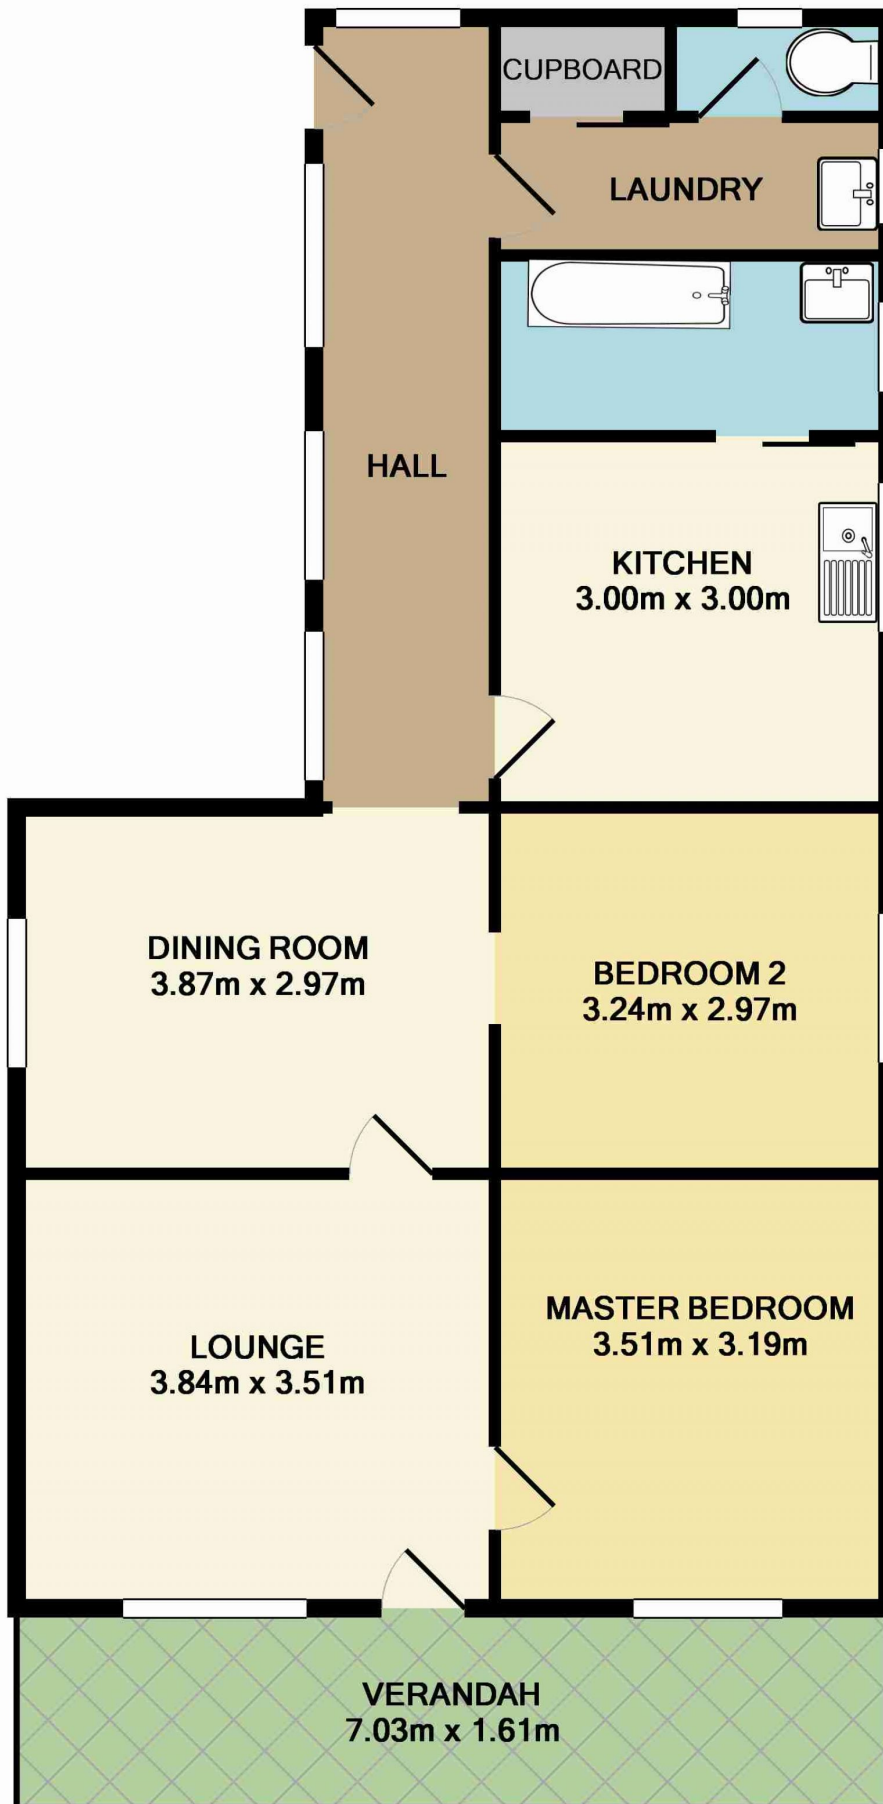 CUPBOARD
LAUNDRY
HALL
KITCHEN
3.00m x 3.00m
DINING ROOM
3.87m x 2.97m
BEDROOM 2
3.24m x 2.97m
MASTER BEDROOM
3.51m x 3.19m
LOUNGE
3.84m x 3.51m
VERANDAH
7.03m x 1.61m